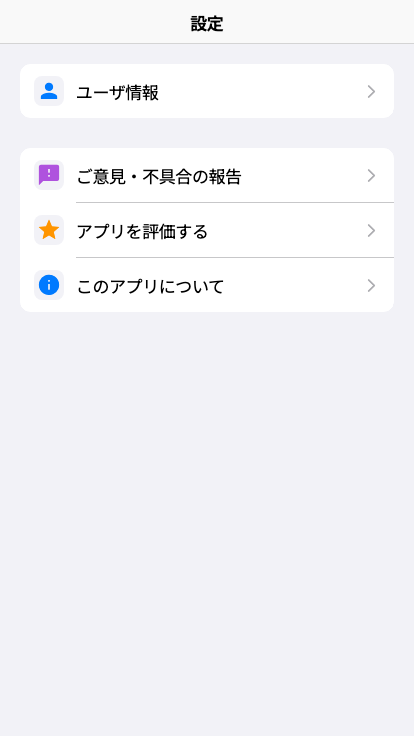 設定
ユーザ情報
ご意見・不具合の報告
アプリを評価する
このアプリについて